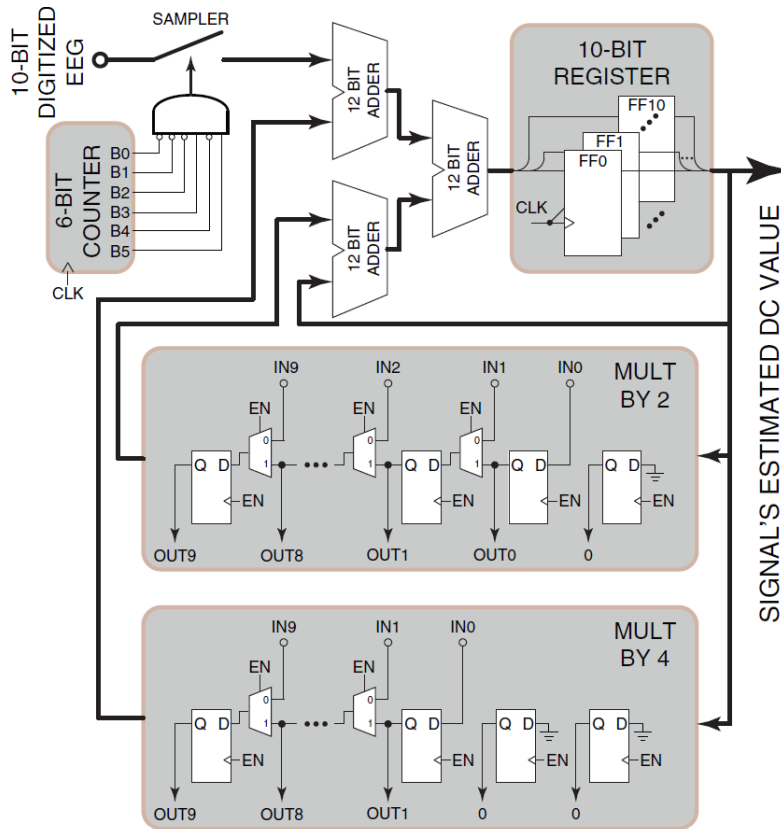 10-BIT
DIGITIZED
EEG
SAMPLER
6-BIT
COUNTER
B0
B1
B2
B3
B4
B5
CLK
12 BIT
ADDER
12 BIT
ADDER
12 BIT
ADDER
10-BIT
REGISTER
FF10
FF1
FF0
CLK
SIGNAL'S ESTIMATED DC VALUE
MULT
BY 2
IN9
IN2
IN1
IN0
EN
EN
EN
0
1
0
1
0
1
Q D
Q D
Q D
Q D
EN
EN
EN
EN
OUT9
OUT8
OUT1
OUT0
0
MULT
BY 4
IN9
IN1
IN0
EN
EN
0
1
0
1
Q D
Q D
Q D
Q D
EN
EN
EN
EN
OUT9
OUT8
OUT1
0
0